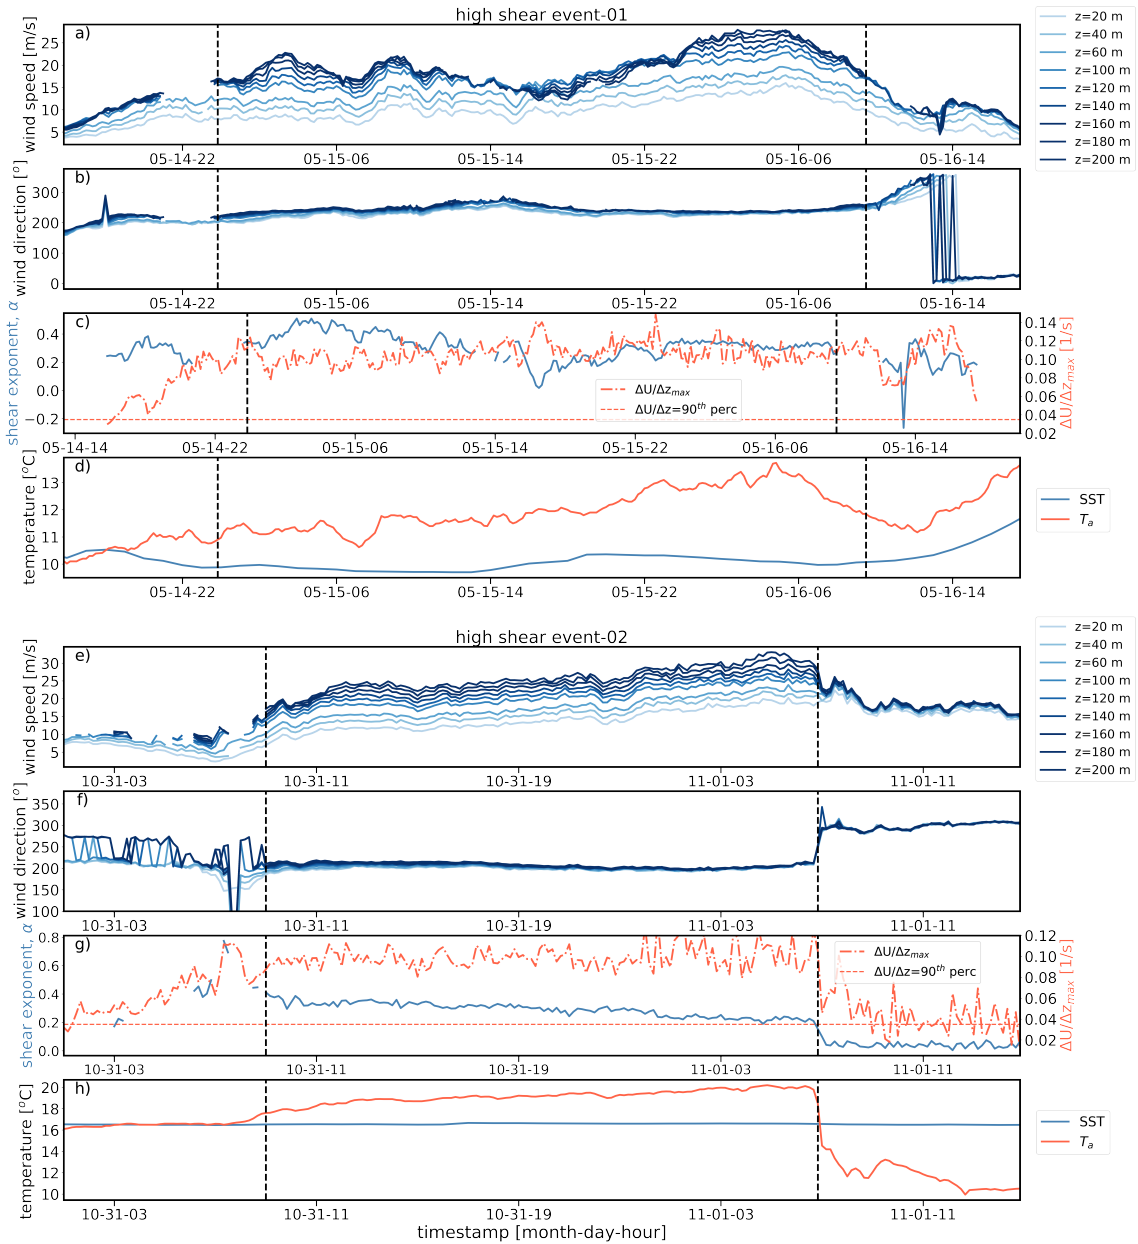 high shear event-01
a)
wind speed [m/s]
25
20
15
10
5
05-14-22
05-15-06
05-15-14
05-15-22
05-16-06
05-16-14
z=20 m
z=40 m
z=60 m
z=100 m
z=120 m
z=140 m
z=160 m
z=180 m
z=200 m
b)
wind direction [°]
300
200
100
0
05-14-22
05-15-06
05-15-14
05-15-22
05-16-06
05-16-14
c)
shear exponent, α
0.4
0.2
0.0
−0.2
ΔU/Δz_max
ΔU/Δz=90^th perc
0.14
0.12
0.10
0.08
0.06
0.04
0.02
ΔU/Δz_max [1/s]
05-14-14
05-14-22
05-15-06
05-15-14
05-15-22
05-16-06
05-16-14
d)
temperature [°C]
13
12
11
10
05-14-22
05-15-06
05-15-14
05-15-22
05-16-06
05-16-14
SST
T_a
high shear event-02
e)
wind speed [m/s]
30
25
20
15
10
5
10-31-03
10-31-11
10-31-19
11-01-03
11-01-11
z=20 m
z=40 m
z=60 m
z=100 m
z=120 m
z=140 m
z=160 m
z=180 m
z=200 m
f)
wind direction [°]
350
300
250
200
150
100
10-31-03
10-31-11
10-31-19
11-01-03
11-01-11
g)
shear exponent, α
0.8
0.6
0.4
0.2
0.0
ΔU/Δz_max
ΔU/Δz=90^th perc
0.12
0.10
0.08
0.06
0.04
0.02
ΔU/Δz_max [1/s]
10-31-03
10-31-11
10-31-19
11-01-03
11-01-11
h)
temperature [°C]
20
18
16
14
12
10
10-31-03
10-31-11
10-31-19
11-01-03
11-01-11
SST
T_a
timestamp [month-day-hour]